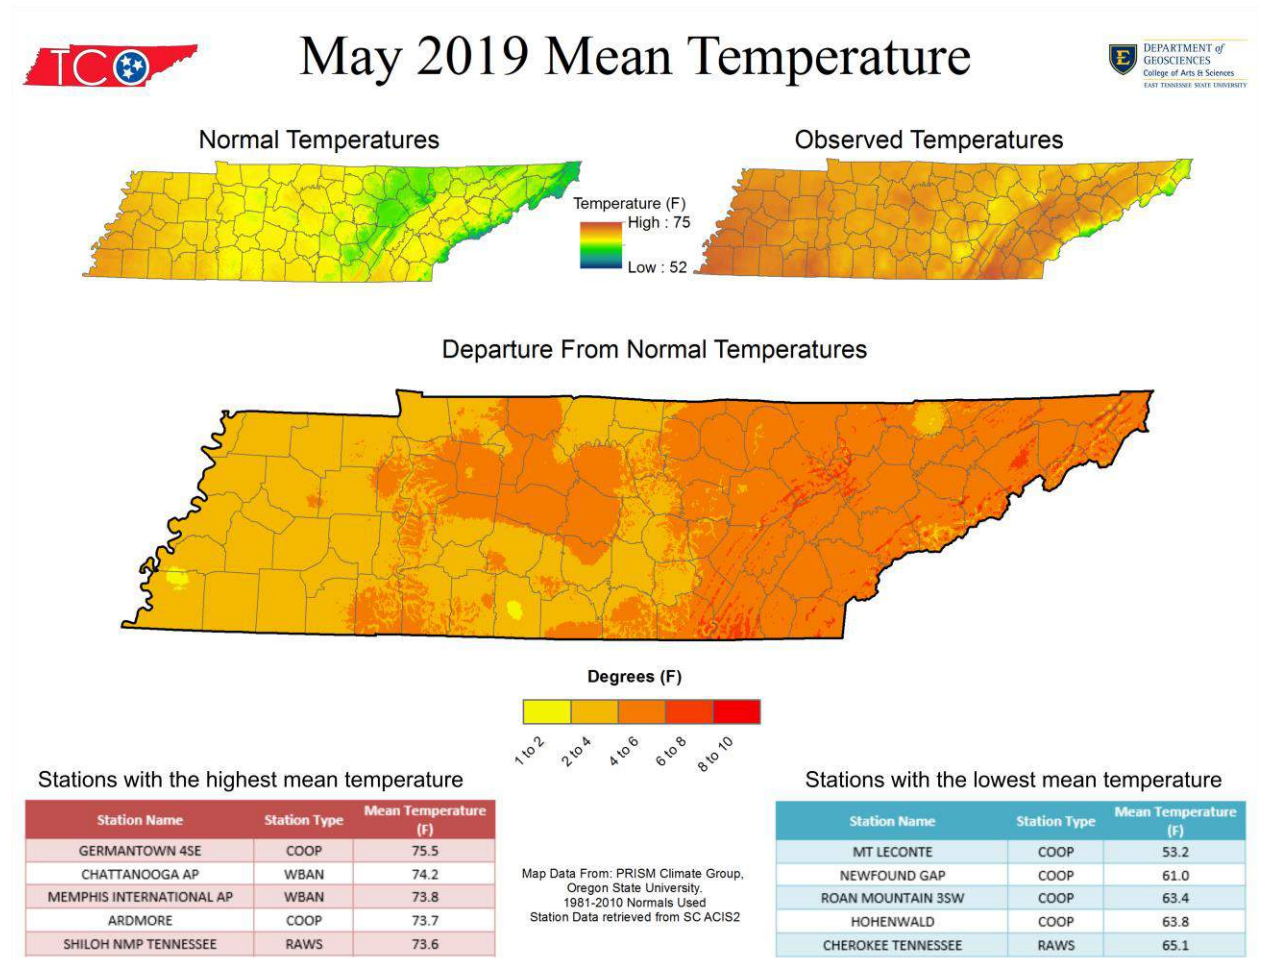 TCO
May 2019 Mean Temperature
E
DEPARTMENT of
GEOSCIENCES
College of Arts & Sciences
EAST TENNESSEE STATE UNIVERSITY
Normal Temperatures
Observed Temperatures
Temperature (F)
High : 75
Low : 52
Departure From Normal Temperatures
Degrees (F)
1 to 2
2 to 4
4 to 6
6 to 8
8 to 10
Stations with the highest mean temperature
Station Name Station Type Mean Temperature
(F)
GERMANTOWN 4SE COOP 75.5
CHATTANOOGA AP WBAN 74.2
MEMPHIS INTERNATIONAL AP WBAN 73.8
ARDMORE COOP 73.7
SHILOH NMP TENNESSEE RAWS 73.6
Map Data From: PRISM Climate Group,
Oregon State University.
1981-2010 Normals Used
Station Data retrieved from SC ACIS2
Stations with the lowest mean temperature
Station Name Station Type Mean Temperature
(F)
MT LECONTE COOP 53.2
NEWFOUND GAP COOP 61.0
ROAN MOUNTAIN 3SW COOP 63.4
HOHENWALD COOP 63.8
CHEROKEE TENNESSEE RAWS 65.1